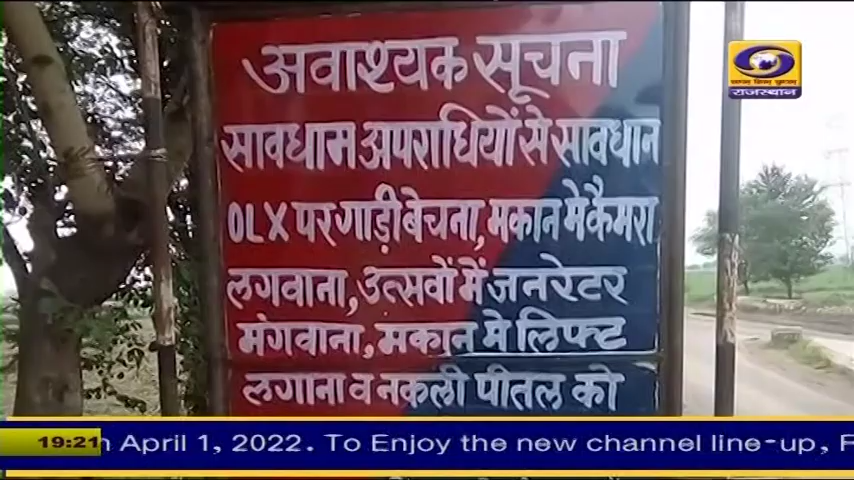 आवश्यक सूचना
सावधाम अपराधियों से सावधान
OLX पर गाड़ी बेचना, मकान मे कैमरा
लगवाना, उत्सवों में जनरेटर
मंगवाना, मकान मे लिफ्ट
लगाना व नकली पीतल को
राजस्थान
19:21
April 1, 2022. To Enjoy the new channel line-up,